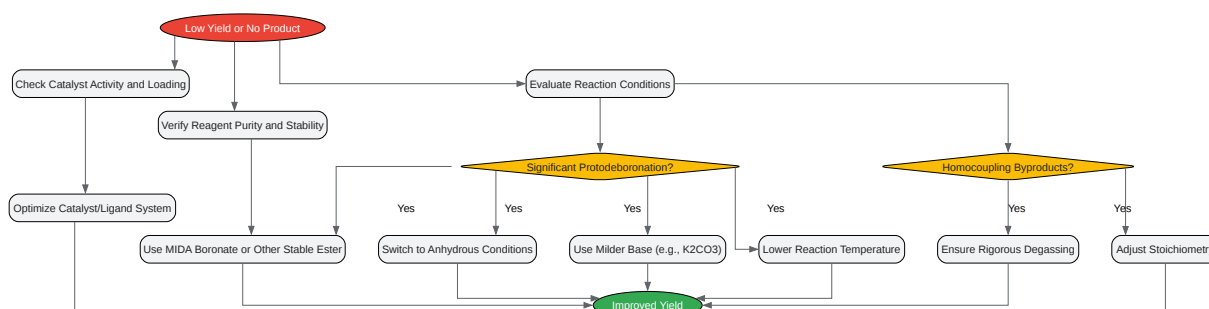 Low Yield or No Product
Check Catalyst Activity and Loading
Evaluate Reaction Conditions
Verify Reagent Purity and Stability
Significant Protodeboronation?
Homocoupling Byproducts?
Optimize Catalyst/Ligand System
Yes
Yes
Yes
Yes
Yes
Yes
Use MIDA Boronate or Other Stable Ester
Switch to Anhydrous Conditions
Use Milder Base (e.g., K2CO3)
Lower Reaction Temperature
Ensure Rigorous Degassing
Adjust Stoichiometr
Improved Yield